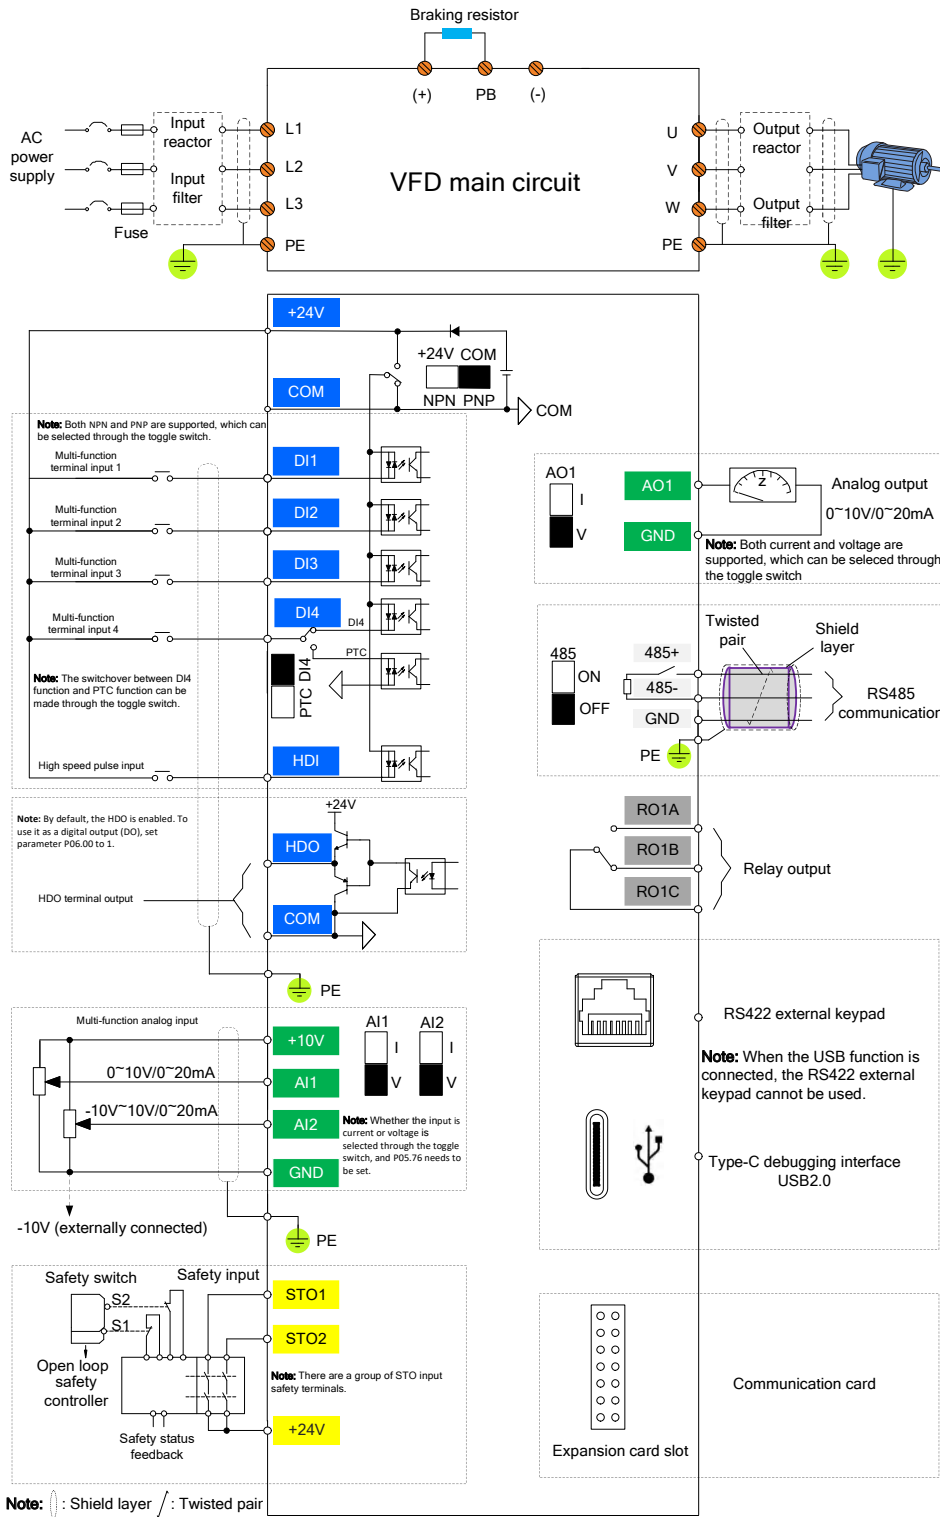 Braking resistor
(+)
PB
(-)
AC
power
supply
Input
reactor
Input
filter
Fuse
L1
L2
L3
PE
VFD main circuit
U
V
W
PE
Output
reactor
Output
filter
+24V
COM
+24V COM
NPN PNP
COM
Note: Both NPN and PNP are supported, which can
be selected through the toggle switch.
Multi-function
terminal input 1
DI1
Multi-function
terminal input 2
DI2
Multi-function
terminal input 3
DI3
Multi-function
terminal input 4
DI4
DI4
PTC
PTC DI4
Note: The switchover between DI4
function and PTC function can be
made through the toggle switch.
High speed pulse input
HDI
AO1
I
V
AO1
GND
Z
Analog output
0~10V/0~20mA
Note: Both current and voltage are
supported, which can be seleced through
the toggle switch
485
ON
OFF
485+
485-
GND
PE
Twisted
pair
Shield
layer
RS485
communication
Note: By default, the HDO is enabled. To
use it as a digital output (DO), set
parameter P06.00 to 1.
+24V
HDO
HDO terminal output
COM
PE
RO1A
RO1B
RO1C
Relay output
Multi-function analog input
+10V
0~10V/0~20mA
AI1
-10V~10V/0~20mA
AI2
GND
AI1
I
V
AI2
I
V
Note: Whether the input is
current or voltage is
selected through the toggle
switch, and P05.76 needs to
be set.
-10V (externally connected)
PE
RS422 external keypad
Note: When the USB function is
connected, the RS422 external
keypad cannot be used.
Type-C debugging interface
USB2.0
Safety switch
Safety input
S2
S1
Open loop
safety
controller
Safety status
feedback
STO1
STO2
Note: There are a group of STO input
safety terminals.
+24V
Communication card
Expansion card slot
Note: : Shield layer : Twisted pair